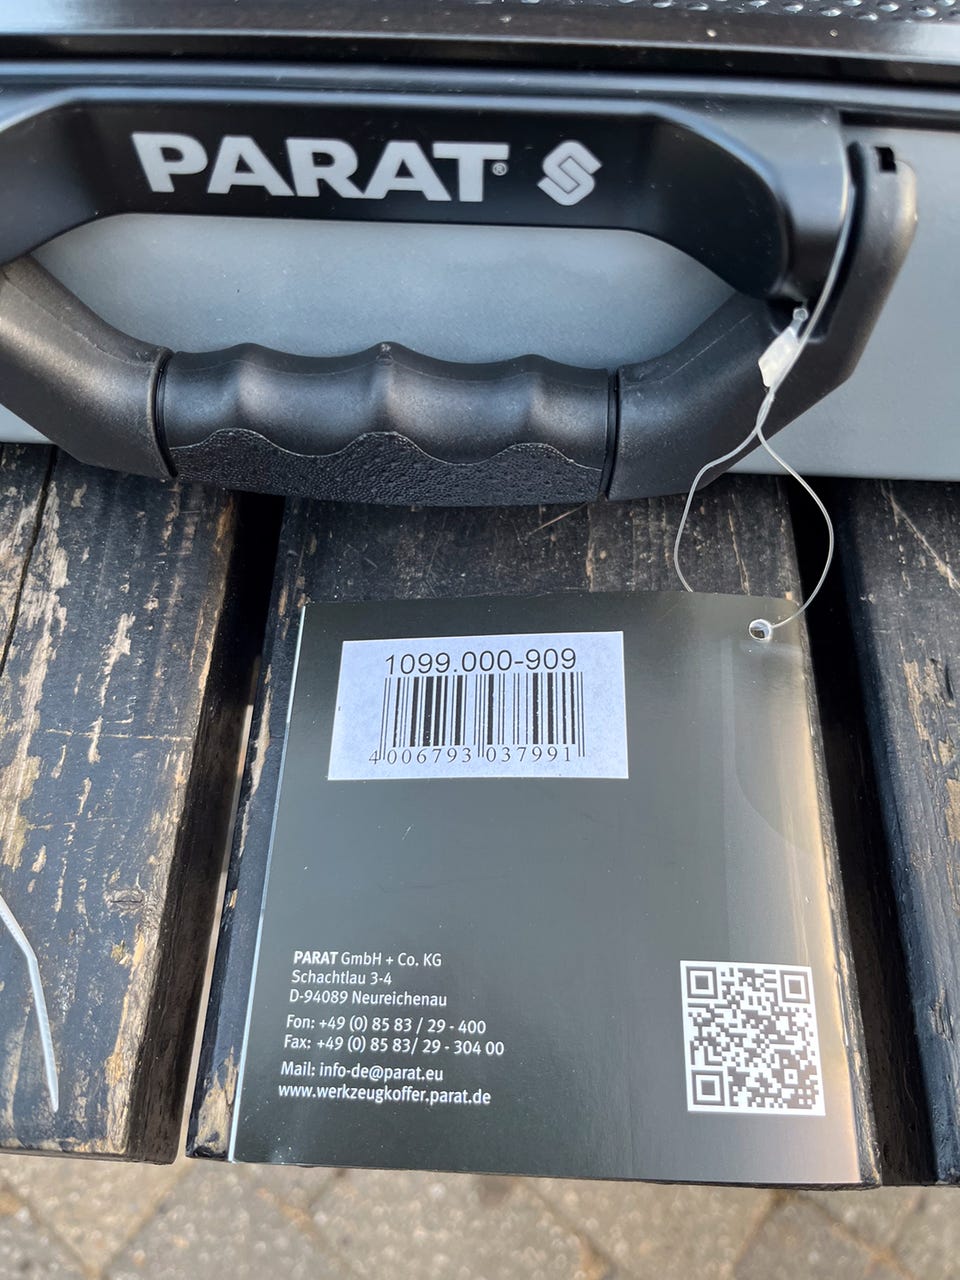 PARAT®
1099.000-909
4 006793 037991
PARAT GmbH + Co. KG
Schachtlau 3-4
D-94089 Neureichenau
Fon: +49 (0) 85 83 / 29 - 400
Fax: +49 (0) 85 83/ 29 - 304 00
Mail: info-de@parat.eu
www.werkzeugkoffer.parat.de